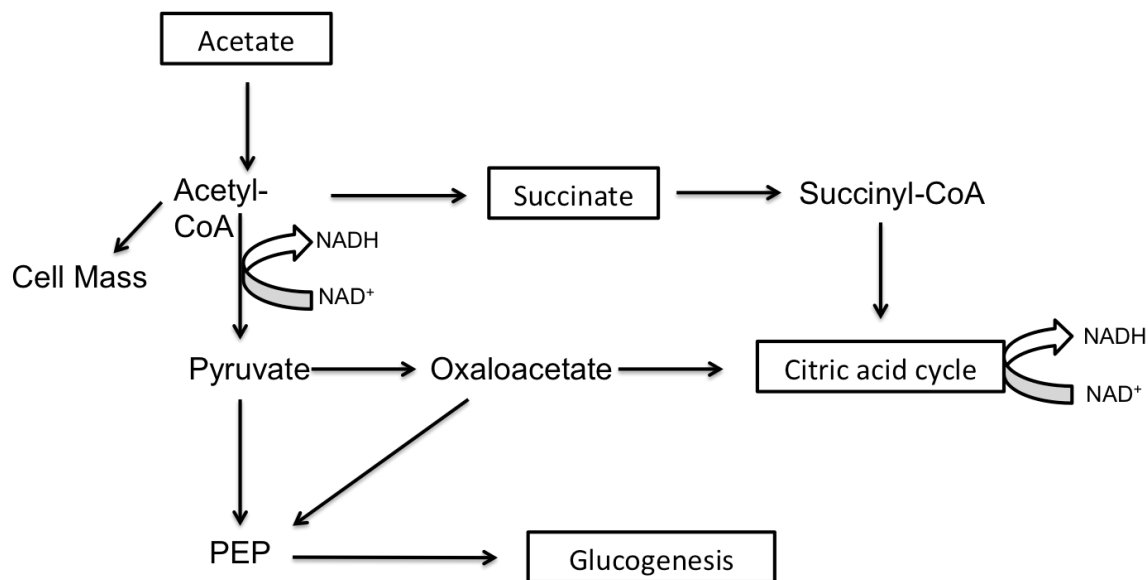 Acetate
Acetyl-
CoA
Succinate
Succinyl-CoA
NADH
Cell Mass
NAD+
NADH
Pyruvate
Oxaloacetate
Citric acid cycle
NAD+
PEP
Glucogenesis